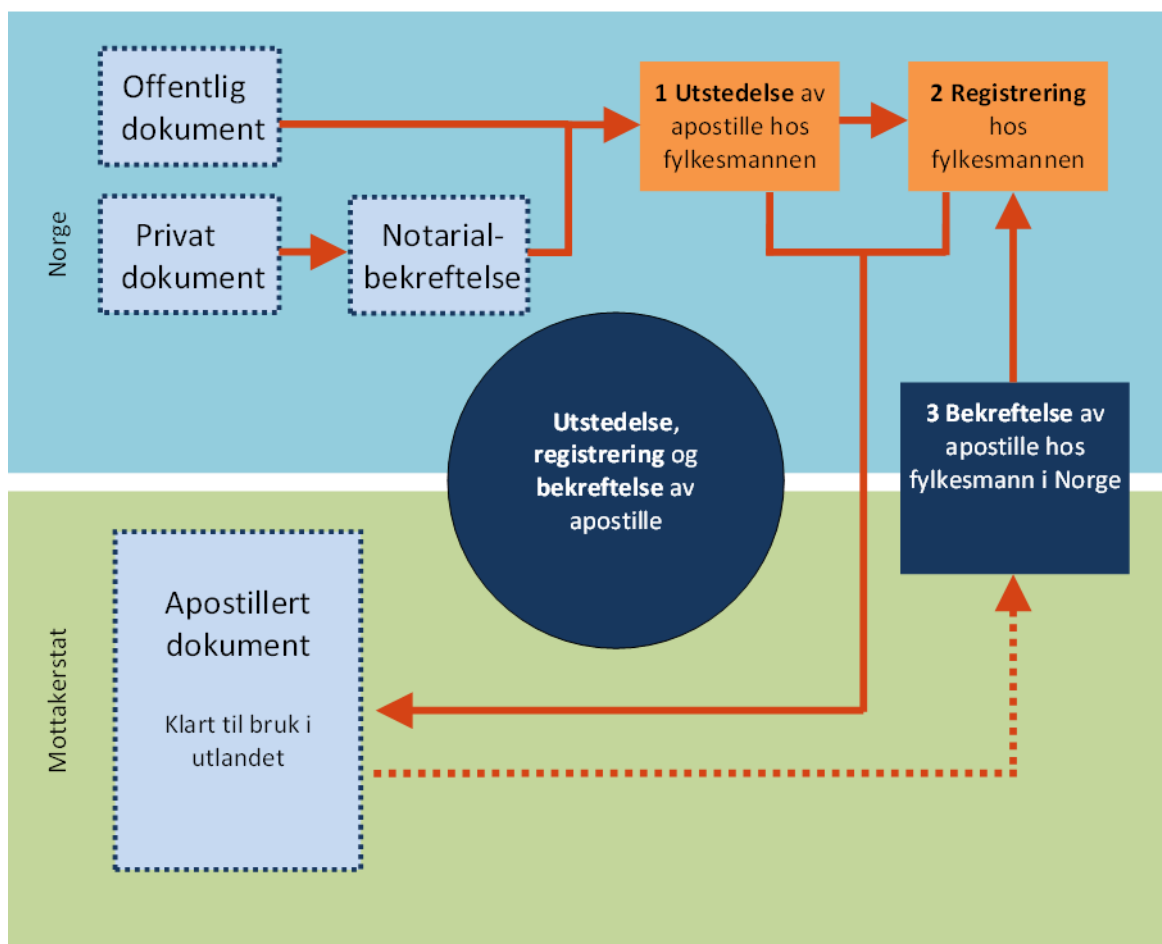 Offentlig
dokument
1 Utstedelse av
apostille hos
fylkesmannen
2 Registrering
hos
fylkesmannen
Norge
Privat
dokument
Notarial-
bekreftelse
Utstedelse,
registrering og
bekreftelse av
apostille
3 Bekreftelse av
apostille hos
fylkesmann i Norge
Mottakerstat
Apostillert
dokument
Klart til bruk i
utlandet